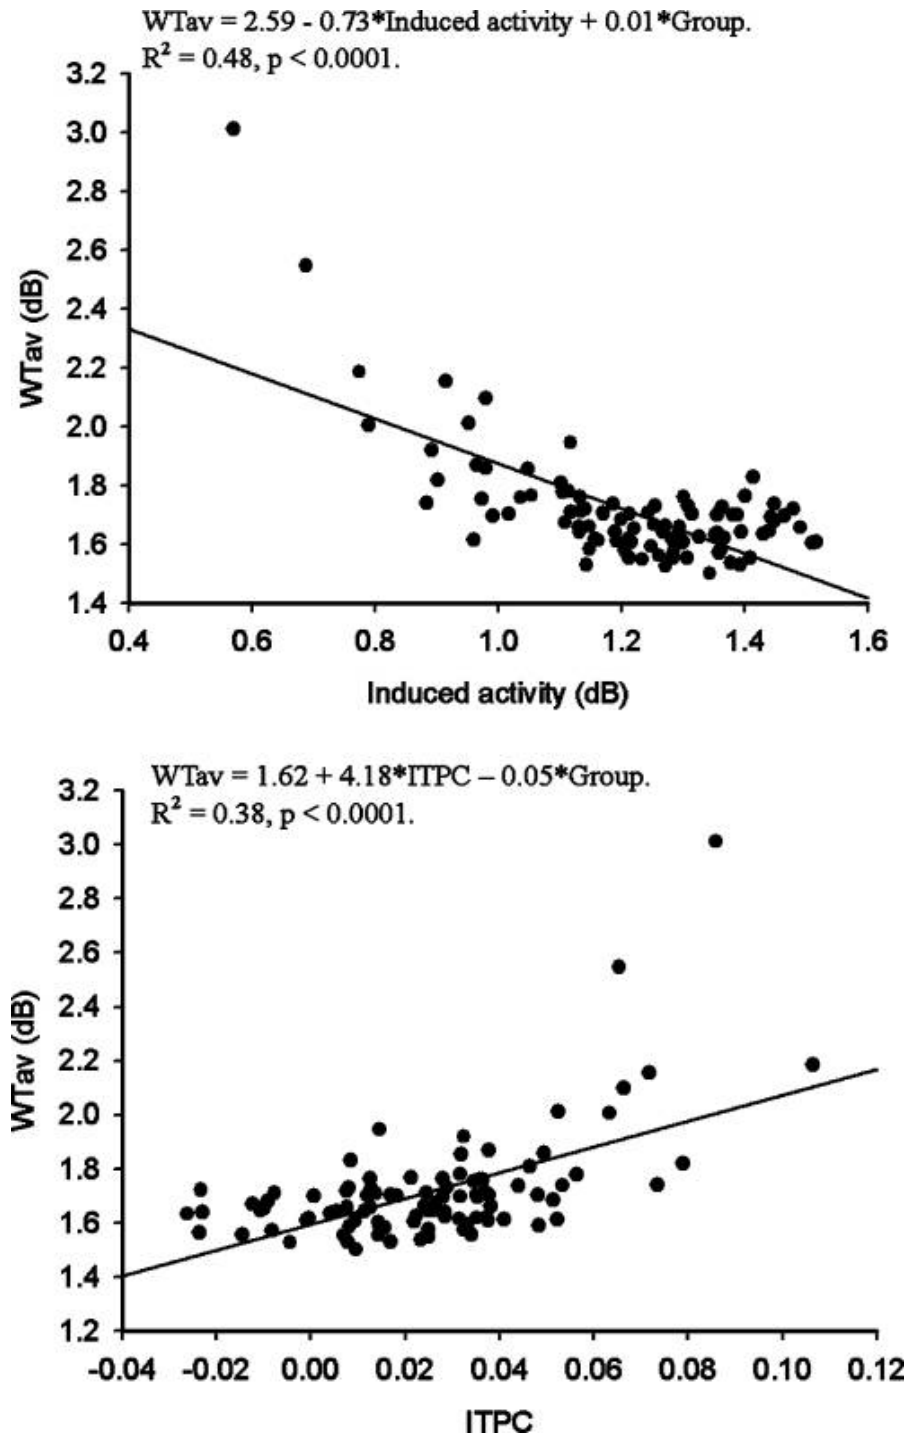 WTav = 2.59 - 0.73*Induced activity + 0.01*Group.
R² = 0.48, p < 0.0001.
3.2
3.0
2.8
2.6
2.4
2.2
2.0
1.8
1.6
1.4
WTav (dB)
0.4 0.6 0.8 1.0 1.2 1.4 1.6
Induced activity (dB)
WTav = 1.62 + 4.18*ITPC – 0.05*Group.
R² = 0.38, p < 0.0001.
3.2
3.0
2.8
2.6
2.4
2.2
2.0
1.8
1.6
1.4
1.2
WTav (dB)
-0.04 -0.02 0.00 0.02 0.04 0.06 0.08 0.10 0.12
ITPC